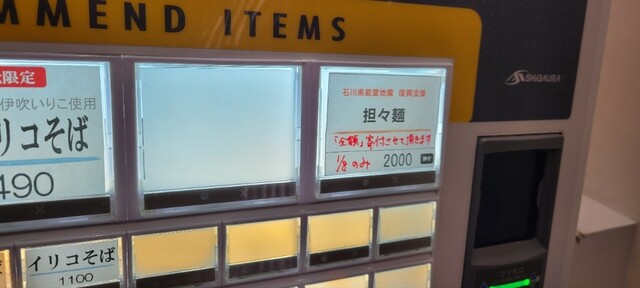 MMEND ITEMS
限定
伊吹いりこ使用
リコそば
490
石川県能登地震 復興支援
担々麺
「全額」寄付させて頂きます
1/8のみ 2000
SHIBAURA
イリコそば
1100